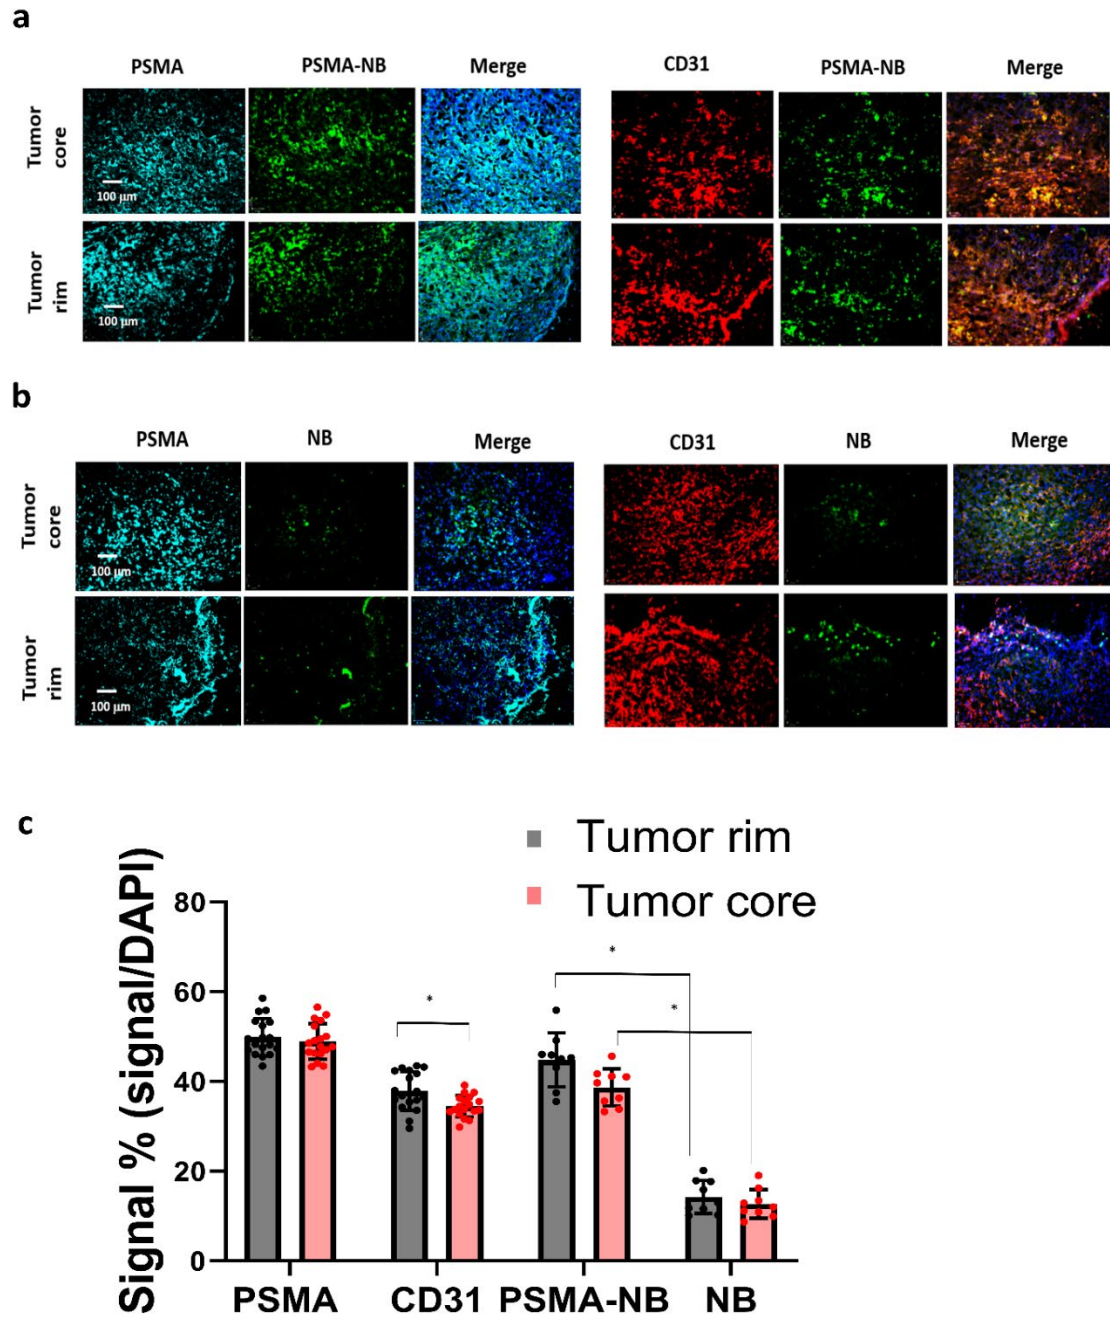 a
PSMA PSMA-NB Merge CD31 PSMA-NB Merge
Tumor core
100 μm
Tumor rim
100 μm
b
PSMA NB Merge CD31 NB Merge
Tumor core
100 μm
Tumor rim
100 μm
c
Tumor rim
Tumor core
Signal % (signal/DAPI)
80
60
40
20
0
*
*
*
PSMA CD31 PSMA-NB NB